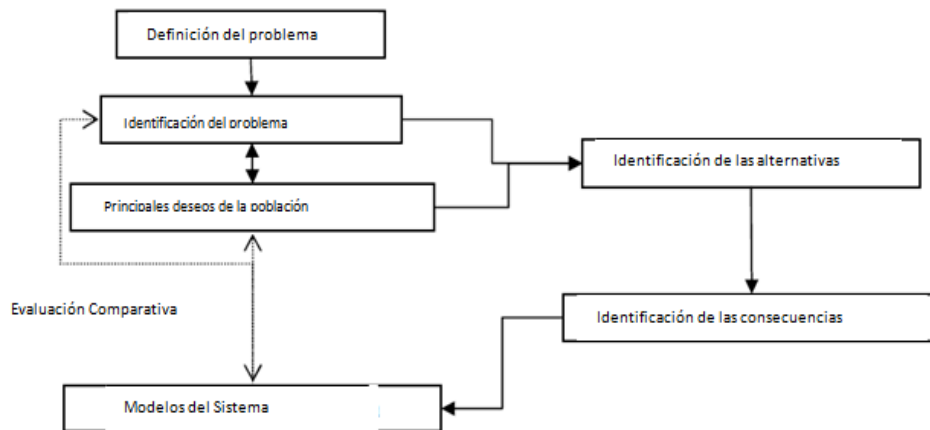 Definición del problema
Identificación del problema
Principales deseos de la población
Identificación de las alternativas
Identificación de las consecuencias
Evaluación Comparativa
Modelos del Sistema